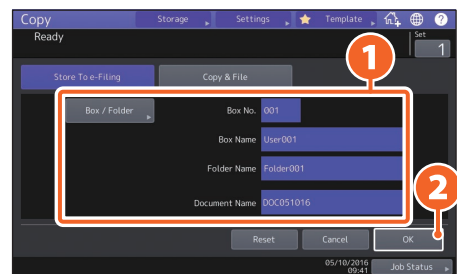 Copy Storage Settings Template ?
Ready
Set
1
1
Store To e-Filing Copy & File
Box / Folder Box No. 001
Box Name User001
Folder Name Folder001
Document Name DOC051016
2
Reset Cancel OK
05/10/2016
09:41
Job Status